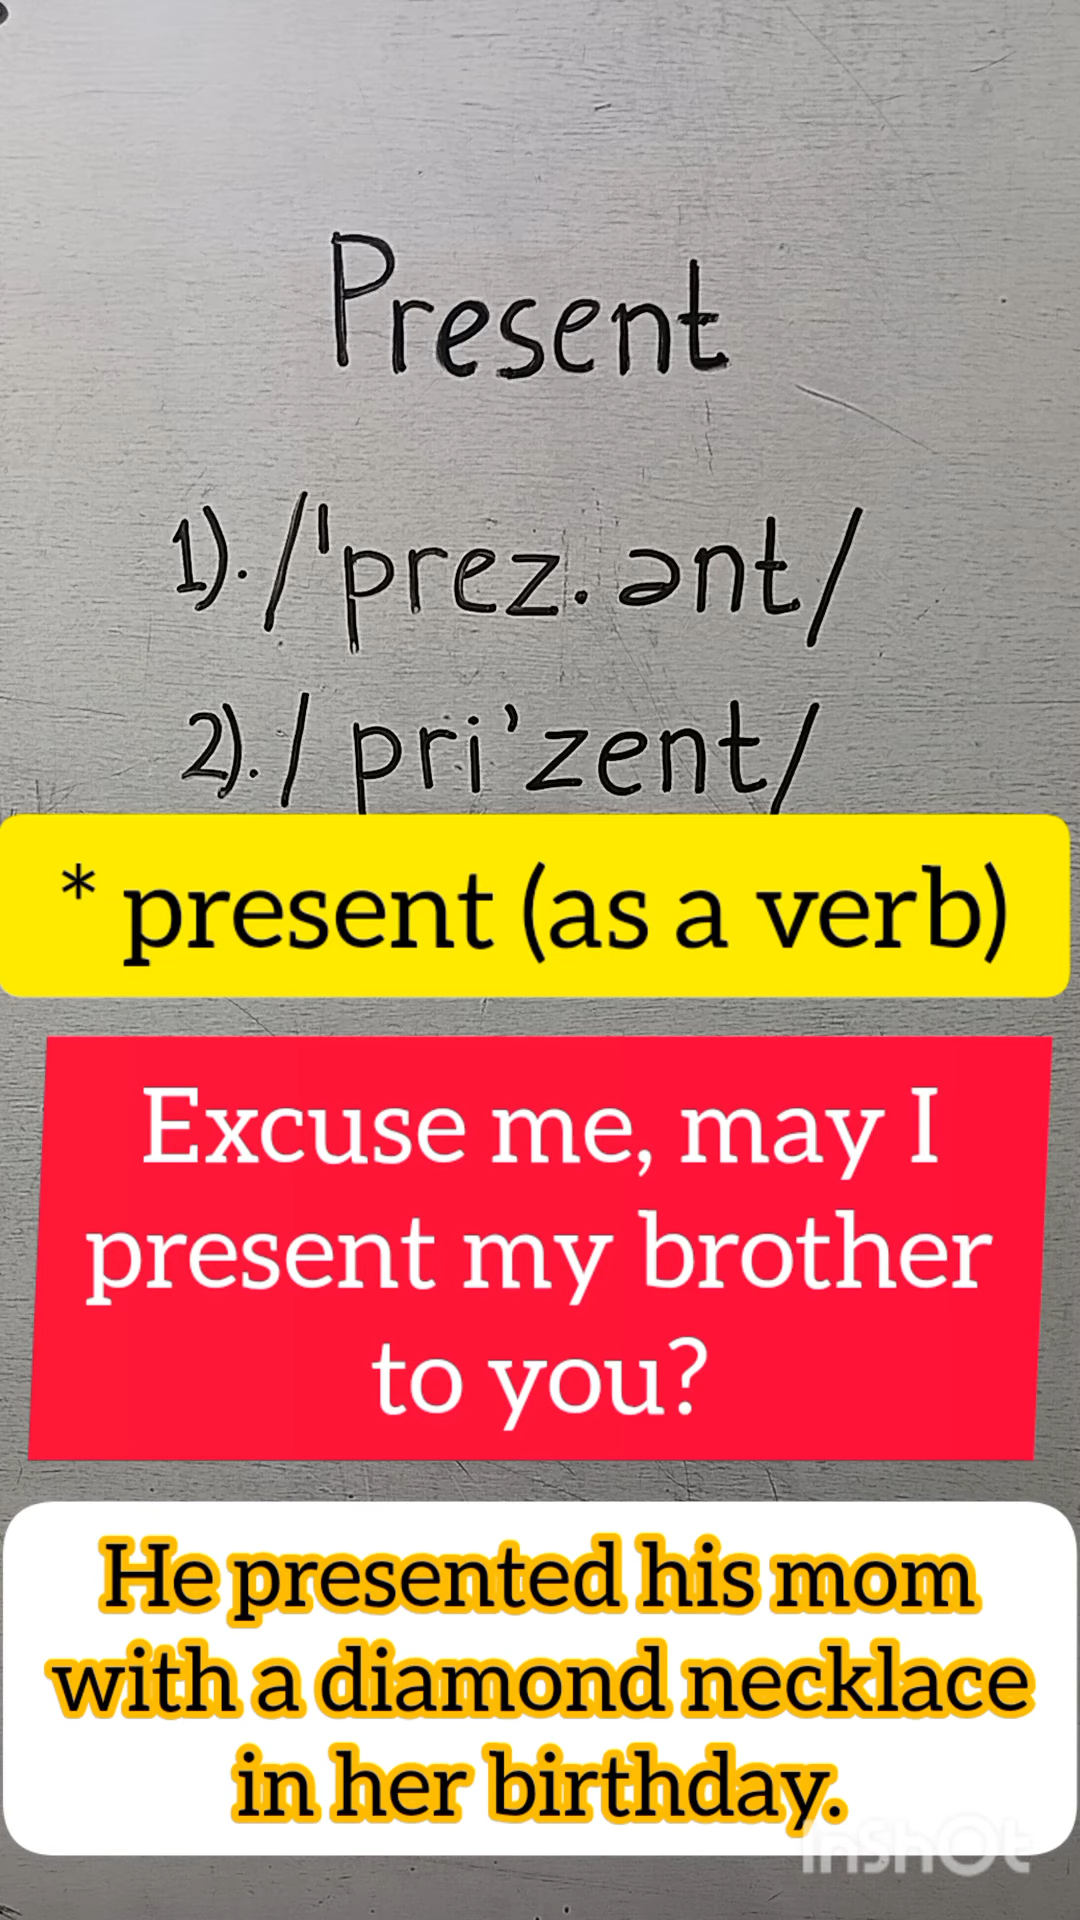 Present
1). /'prez.ənt/
2). / pri'zent/
* present (as a verb)
Excuse me, may I
present my brother
to you?
He presented his mom
with a diamond necklace
in her birthday.
InShOt